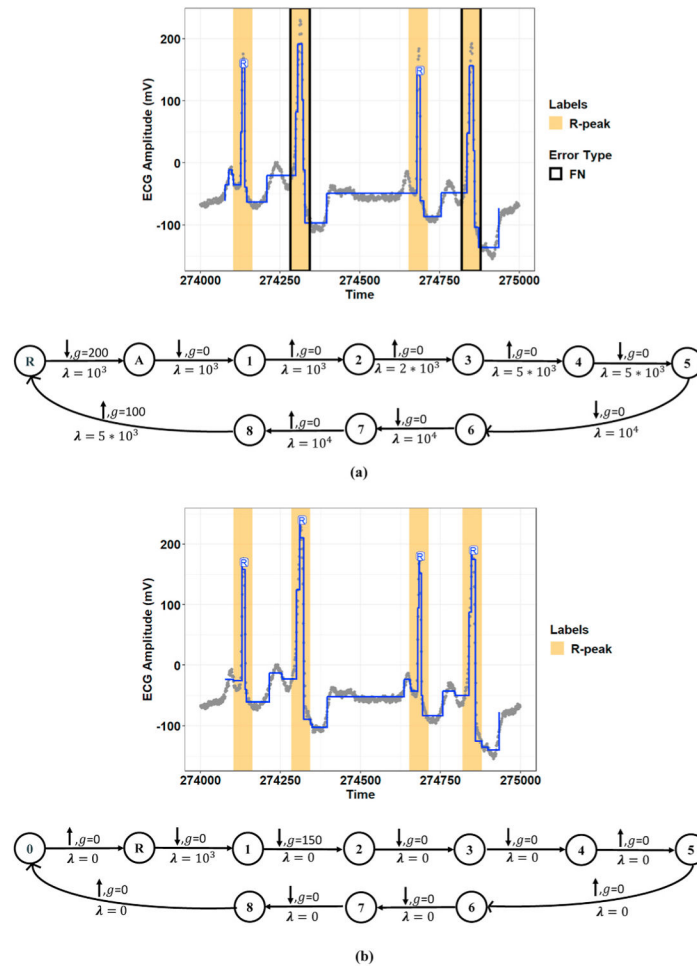 200
100
0
-100
ECG Amplitude (mV)
R
R
274000 274250 274500 274750 275000
Time
Labels
R-peak
Error Type
FN
↓,g=200 ↓,g=0 ↑,g=0 ↑,g=0 ↑,g=0 ↓,g=0
R A 1 2 3 4 5
λ = 10³ λ = 10³ λ = 10³ λ = 2 * 10³ λ = 5 * 10³ λ = 5 * 10³
↑,g=100 ↑,g=0 ↓,g=0 ↓,g=0
8 7 6
λ = 5 * 10³ λ = 10⁴ λ = 10⁴ λ = 10⁴
(a)
200
100
0
-100
ECG Amplitude (mV)
R
R
R
R
274000 274250 274500 274750 275000
Time
Labels
R-peak
↑,g=0 ↓,g=0 ↓,g=150 ↓,g=0 ↓,g=0 ↑,g=0
0 R 1 2 3 4 5
λ = 0 λ = 10³ λ = 0 λ = 0 λ = 0 λ = 0
↑,g=0 ↓,g=0 ↓,g=0 ↑,g=0
8 7 6
λ = 0 λ = 0 λ = 0 λ = 0
(b)